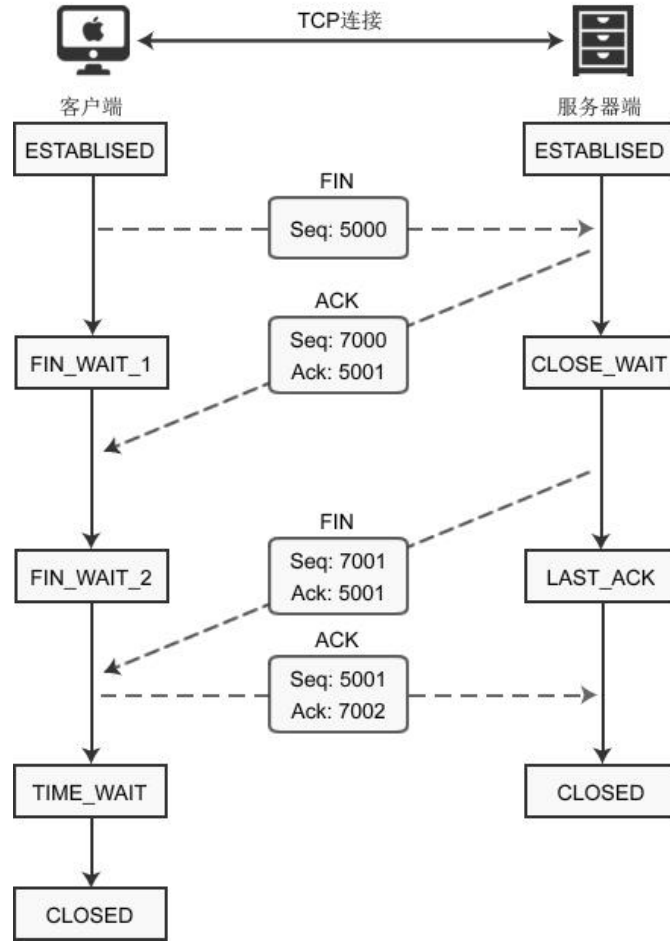 TCP连接
客户端
服务器端
ESTABLISED
ESTABLISED
FIN
Seq: 5000
ACK
Seq: 7000
Ack: 5001
FIN_WAIT_1
CLOSE_WAIT
FIN
Seq: 7001
Ack: 5001
FIN_WAIT_2
LAST_ACK
ACK
Seq: 5001
Ack: 7002
TIME_WAIT
CLOSED
CLOSED